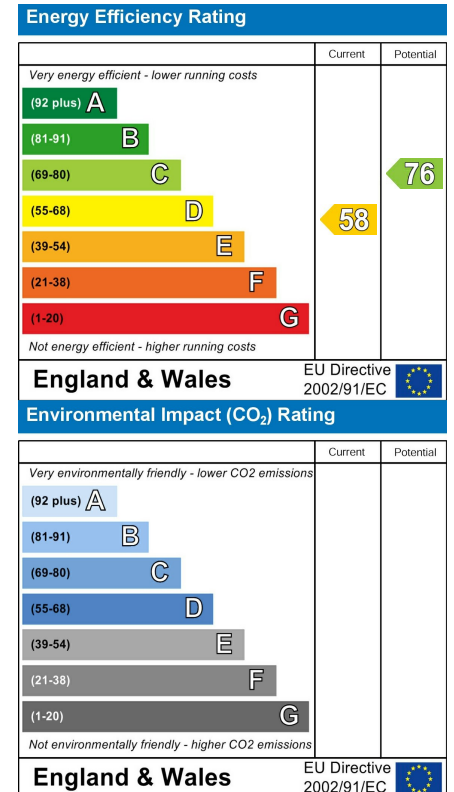 Energy Efficiency Rating
Current Potential
Very energy efficient - lower running costs
(92 plus) A
(81-91) B
(69-80) C
76
(55-68) D
58
(39-54) E
(21-38) F
(1-20) G
Not energy efficient - higher running costs
England & Wales
EU Directive
2002/91/EC
Environmental Impact (CO2) Rating
Current Potential
Very environmentally friendly - lower CO2 emissions
(92 plus) A
(81-91) B
(69-80) C
(55-68) D
(39-54) E
(21-38) F
(1-20) G
Not environmentally friendly - higher CO2 emissions
England & Wales
EU Directive
2002/91/EC